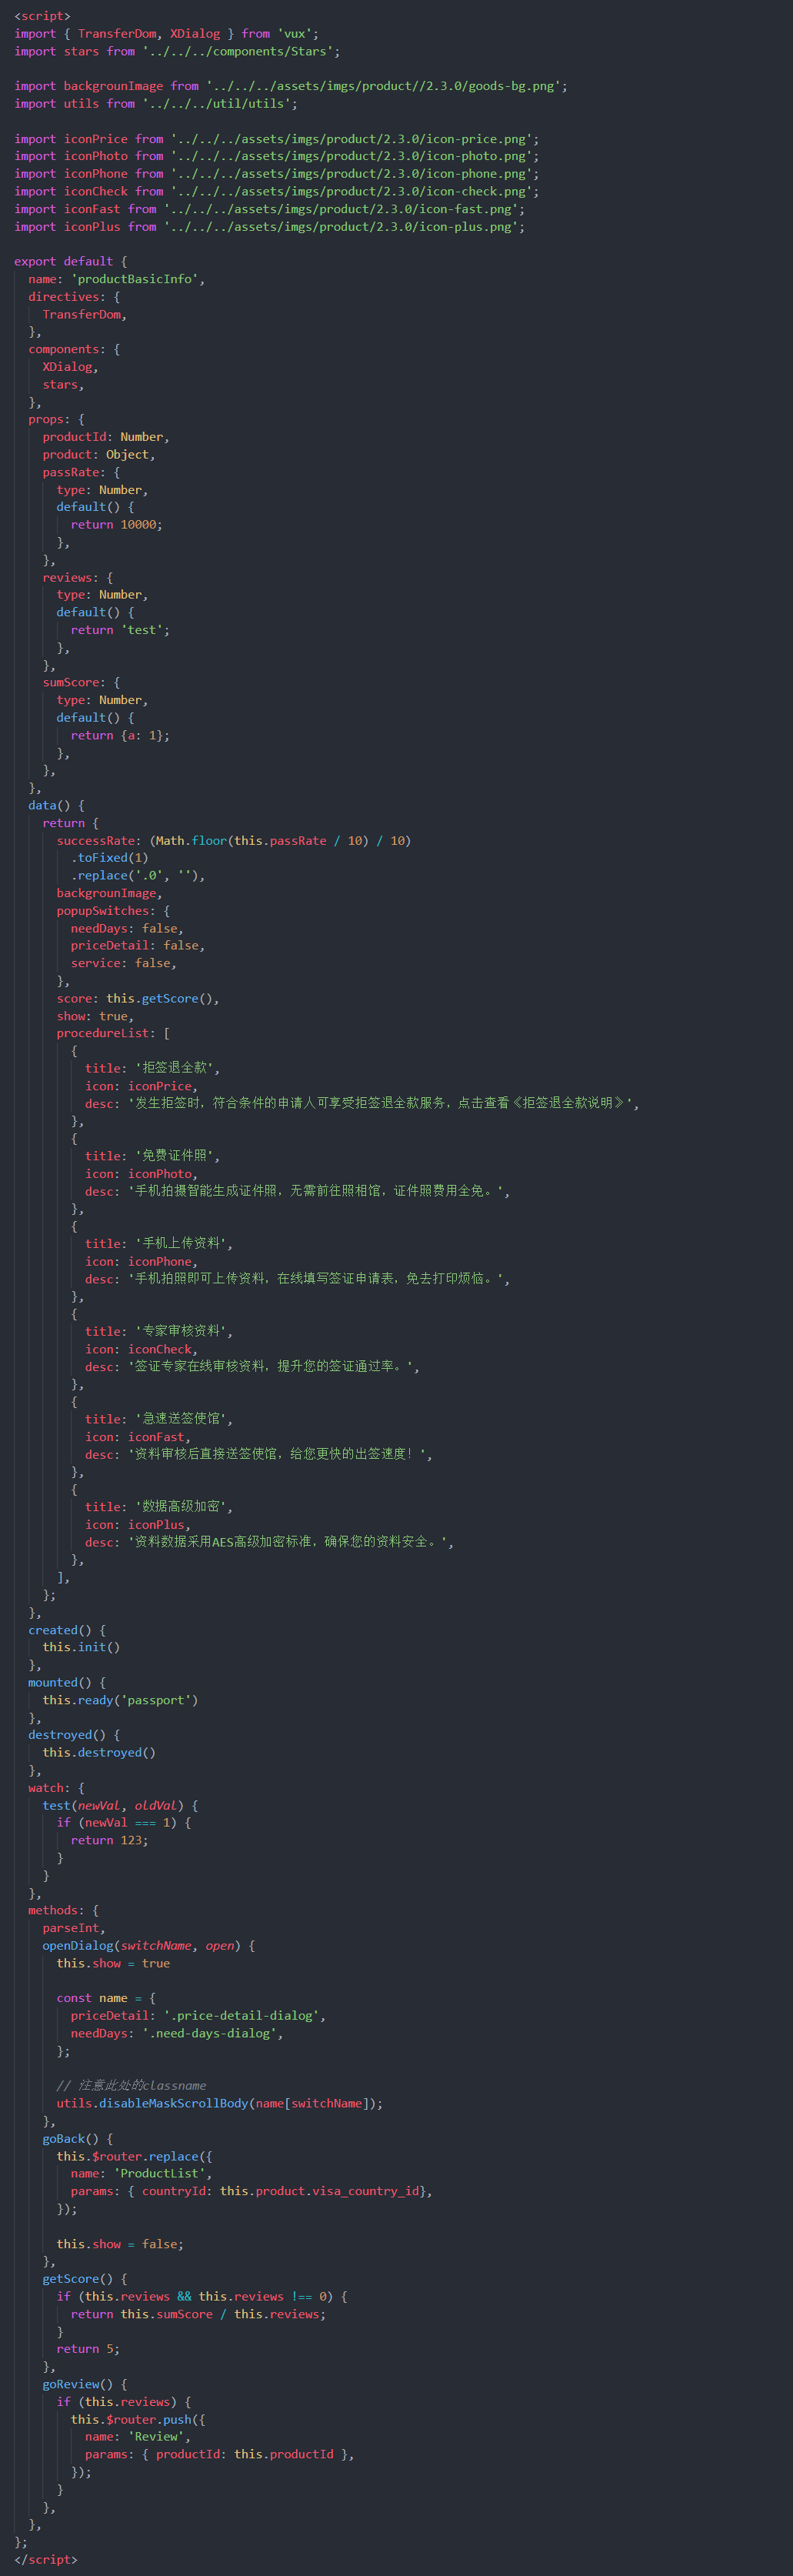 <script>
import { TransferDom, XDialog } from 'vux';
import stars from '../../../components/Stars';
import backgrounImage from '../../../assets/imgs/product//2.3.0/goods-bg.png';
import utils from '../../../util/utils';
import iconPrice from '../../../assets/imgs/product/2.3.0/icon-price.png';
import iconPhoto from '../../../assets/imgs/product/2.3.0/icon-photo.png';
import iconPhone from '../../../assets/imgs/product/2.3.0/icon-phone.png';
import iconCheck from '../../../assets/imgs/product/2.3.0/icon-check.png';
import iconFast from '../../../assets/imgs/product/2.3.0/icon-fast.png';
import iconPlus from '../../../assets/imgs/product/2.3.0/icon-plus.png';
export default {
  name: 'productBasicInfo',
  directives: {
    TransferDom,
  },
  components: {
    XDialog,
    stars,
  },
  props: {
    productId: Number,
    product: Object,
    passRate: {
      type: Number,
      default() {
        return 10000;
      },
    },
    reviews: {
      type: Number,
      default() {
        return 'test';
      },
    },
    sumScore: {
      type: Number,
      default() {
        return {a: 1};
      },
    },
  },
  data() {
    return {
      successRate: (Math.floor(this.passRate / 10) / 10)
        .toFixed(1)
        .replace('.0', ''),
      backgrounImage,
      popupSwitches: {
        needDays: false,
        priceDetail: false,
        service: false,
      },
      score: this.getScore(),
      show: true,
      procedureList: [
        {
          title: '拒签退全款',
          icon: iconPrice,
          desc: '发生拒签时，符合条件的申请人可享受拒签退全款服务，点击查看《拒签退全款说明》',
        },
        {
          title: '免费证件照',
          icon: iconPhoto,
          desc: '手机拍摄智能生成证件照，无需前往照相馆，证件照费用全免。',
        },
        {
          title: '手机上传资料',
          icon: iconPhone,
          desc: '手机拍照即可上传资料，在线填写签证申请表，免去打印烦恼。',
        },
        {
          title: '专家审核资料',
          icon: iconCheck,
          desc: '签证专家在线审核资料，提升您的签证通过率。',
        },
        {
          title: '急速送签使馆',
          icon: iconFast,
          desc: '资料审核后直接送签使馆，给您更快的出签速度！',
        },
        {
          title: '数据高级加密',
          icon: iconPlus,
          desc: '资料数据采用AES高级加密标准，确保您的资料安全。',
        },
      ],
    };
  },
  created() {
    this.init()
  },
  mounted() {
    this.ready('passport')
  },
  destroyed() {
    this.destroyed()
  },
  watch: {
    test(newVal, oldVal) {
      if (newVal === 1) {
        return 123;
      }
    }
  },
  methods: {
    parseInt,
    openDialog(switchName, open) {
      this.show = true
      const name = {
        priceDetail: '.price-detail-dialog',
        needDays: '.need-days-dialog',
      };
      // 注意此处的classname
      utils.disableMaskScrollBody(name[switchName]);
    },
    goBack() {
      this.$router.replace({
        name: 'ProductList',
        params: { countryId: this.product.visa_country_id},
      });
      this.show = false;
    },
    getScore() {
      if (this.reviews && this.reviews !== 0) {
        return this.sumScore / this.reviews;
      }
      return 5;
    },
    goReview() {
      if (this.reviews) {
        this.$router.push({
          name: 'Review',
          params: { productId: this.productId },
        });
      }
    },
  },
};
</script>